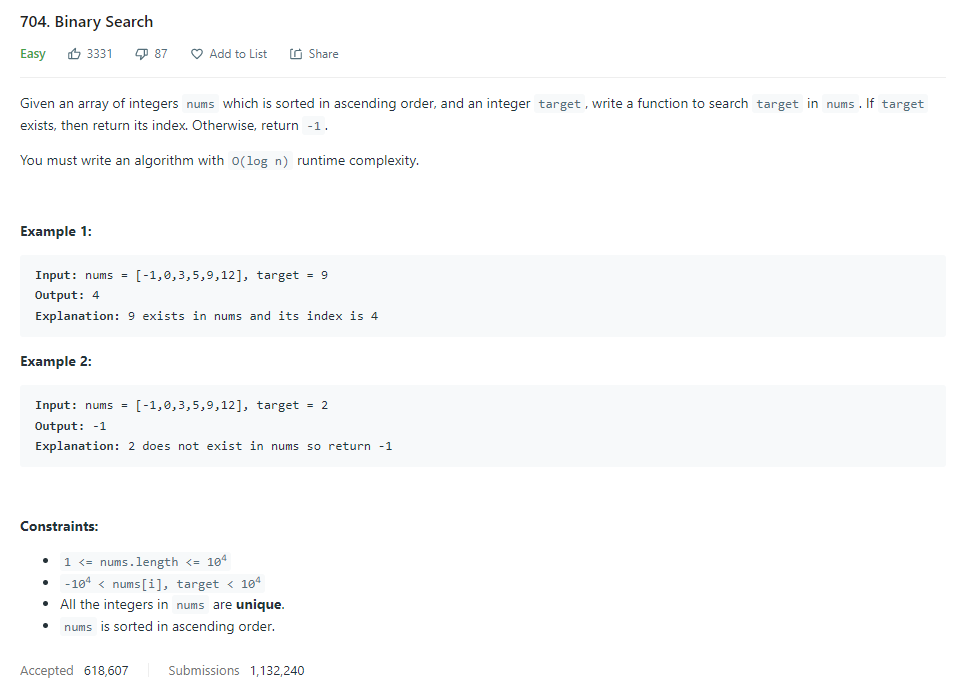 704. Binary Search
Easy 3331 87 Add to List Share
Given an array of integers nums which is sorted in ascending order, and an integer target , write a function to search target in nums . If target
exists, then return its index. Otherwise, return -1 .
You must write an algorithm with O(log n) runtime complexity.
Example 1:
Input: nums = [-1,0,3,5,9,12], target = 9
Output: 4
Explanation: 9 exists in nums and its index is 4
Example 2:
Input: nums = [-1,0,3,5,9,12], target = 2
Output: -1
Explanation: 2 does not exist in nums so return -1
Constraints:
• 1 <= nums.length <= 10⁴
• -10⁴ < nums[i], target < 10⁴
• All the integers in nums are unique.
• nums is sorted in ascending order.
Accepted 618,607 Submissions 1,132,240